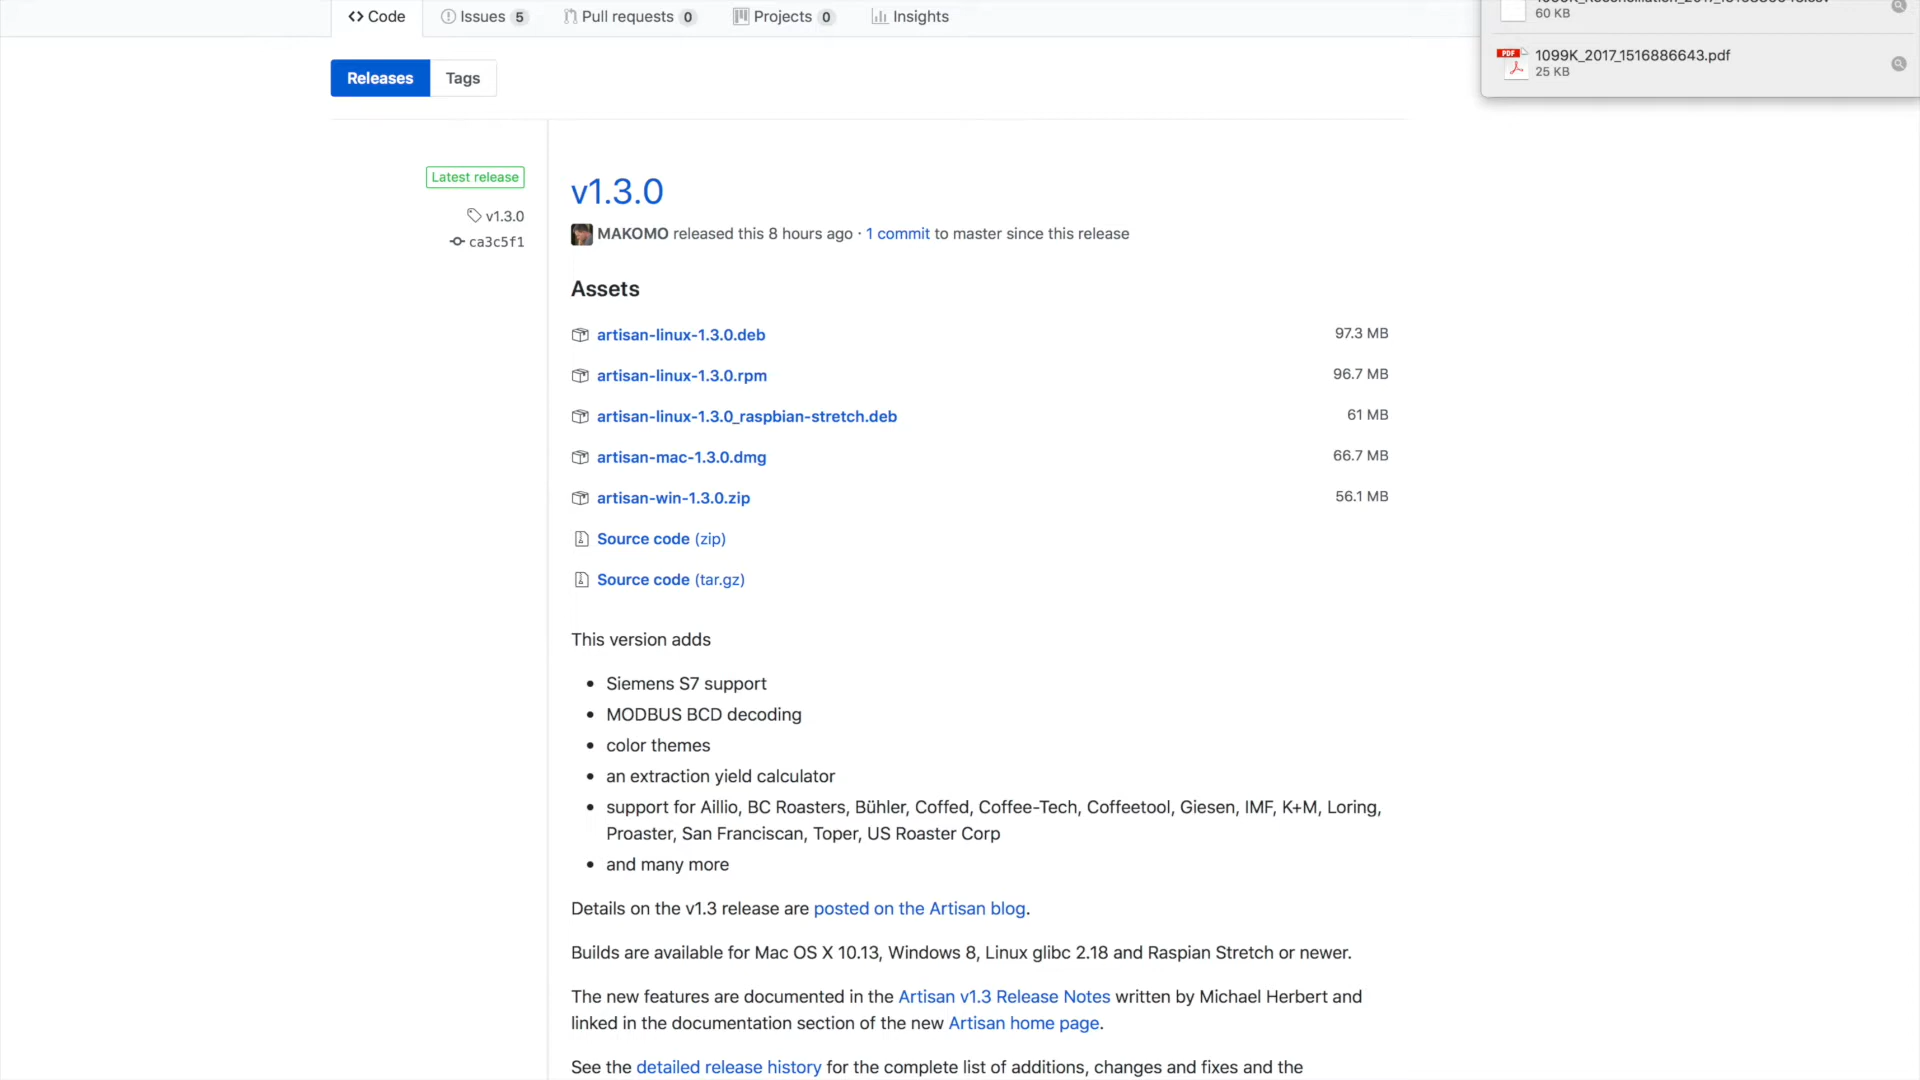 Code
Issues 5
Pull requests 0
Projects 0
Insights
60 KB
1099K_2017_1516886643.pdf
25 KB
PDF
Releases
Tags
Latest release
v1.3.0
ca3c5f1
v1.3.0
MAKOMO released this 8 hours ago · 1 commit to master since this release
Assets
artisan-linux-1.3.0.deb 97.3 MB
artisan-linux-1.3.0.rpm 96.7 MB
artisan-linux-1.3.0_raspbian-stretch.deb 61 MB
artisan-mac-1.3.0.dmg 66.7 MB
artisan-win-1.3.0.zip 56.1 MB
Source code (zip)
Source code (tar.gz)
This version adds
• Siemens S7 support
• MODBUS BCD decoding
• color themes
• an extraction yield calculator
• support for Aillio, BC Roasters, Bühler, Coffed, Coffee-Tech, Coffeetool, Giesen, IMF, K+M, Loring,
Proaster, San Franciscan, Toper, US Roaster Corp
• and many more
Details on the v1.3 release are posted on the Artisan blog.
Builds are available for Mac OS X 10.13, Windows 8, Linux glibc 2.18 and Raspian Stretch or newer.
The new features are documented in the Artisan v1.3 Release Notes written by Michael Herbert and
linked in the documentation section of the new Artisan home page.
See the detailed release history for the complete list of additions, changes and fixes and the